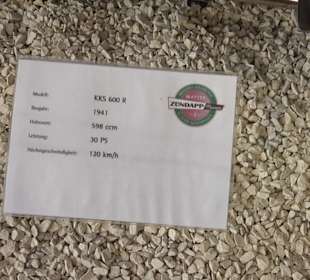 Modell: KKS 600 R
Baujahr: 1941
Hubraum: 598 ccm
Leistung: 30 PS
Höchstgeschwindigkeit: 130 km/h
ZÜNDAPP